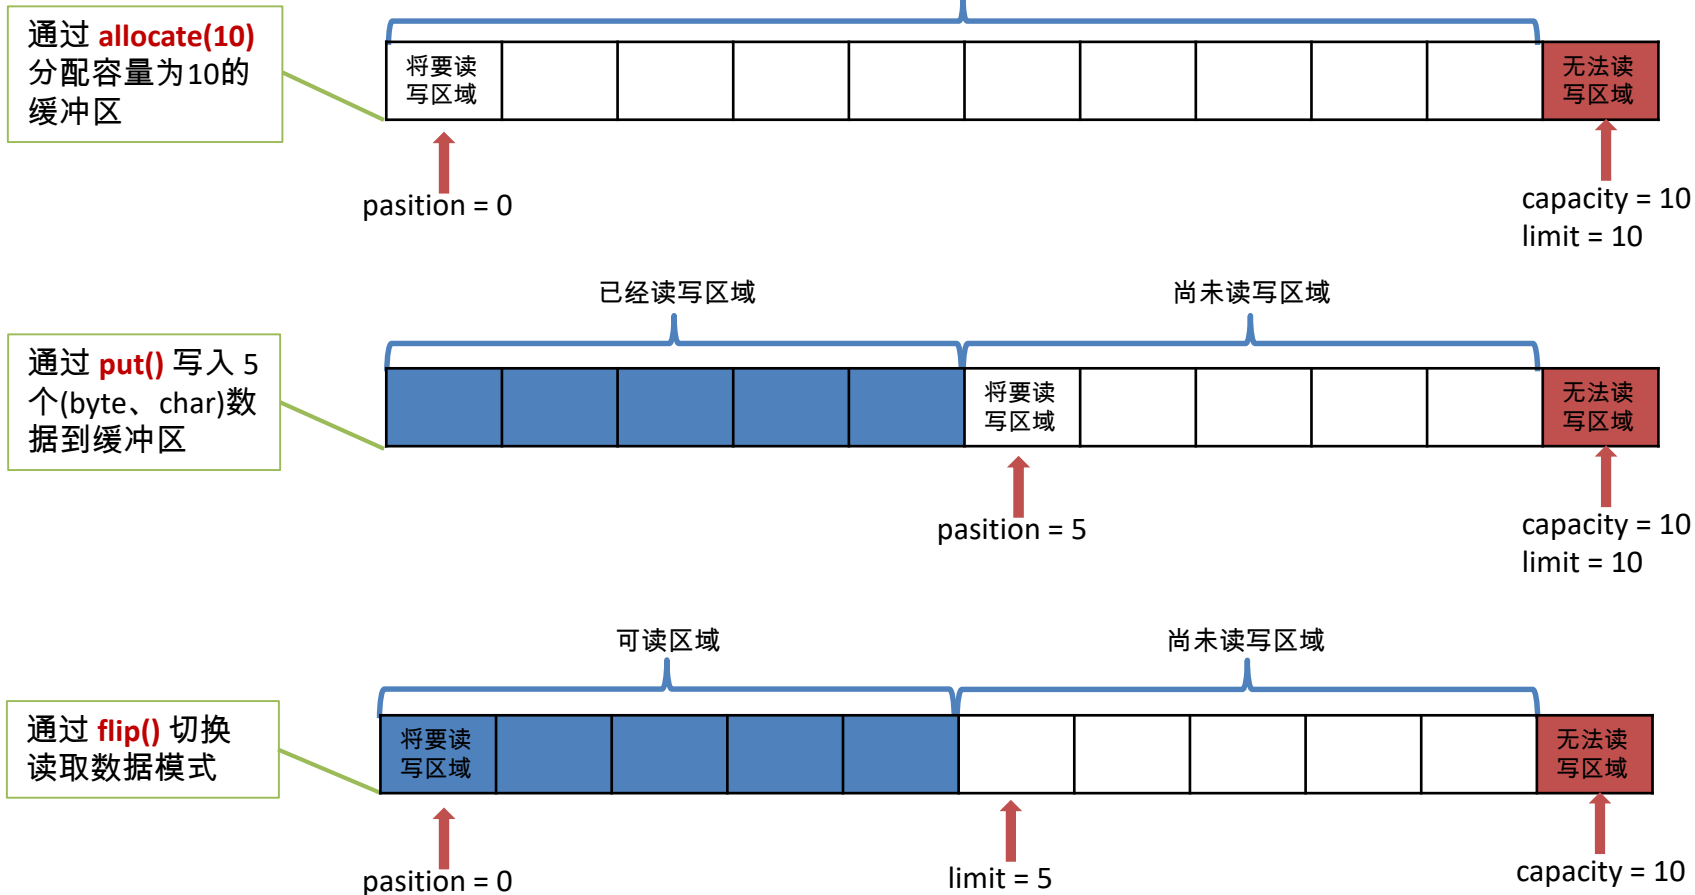 通过 allocate(10)
分配容量为10的
缓冲区
将要读
写区域
无法读
写区域
pasition = 0
capacity = 10
limit = 10
已经读写区域
尚未读写区域
通过 put() 写入 5
个(byte、char)数
据到缓冲区
将要读
写区域
无法读
写区域
pasition = 5
capacity = 10
limit = 10
可读区域
尚未读写区域
通过 flip() 切换
读取数据模式
将要读
写区域
无法读
写区域
pasition = 0
limit = 5
capacity = 10